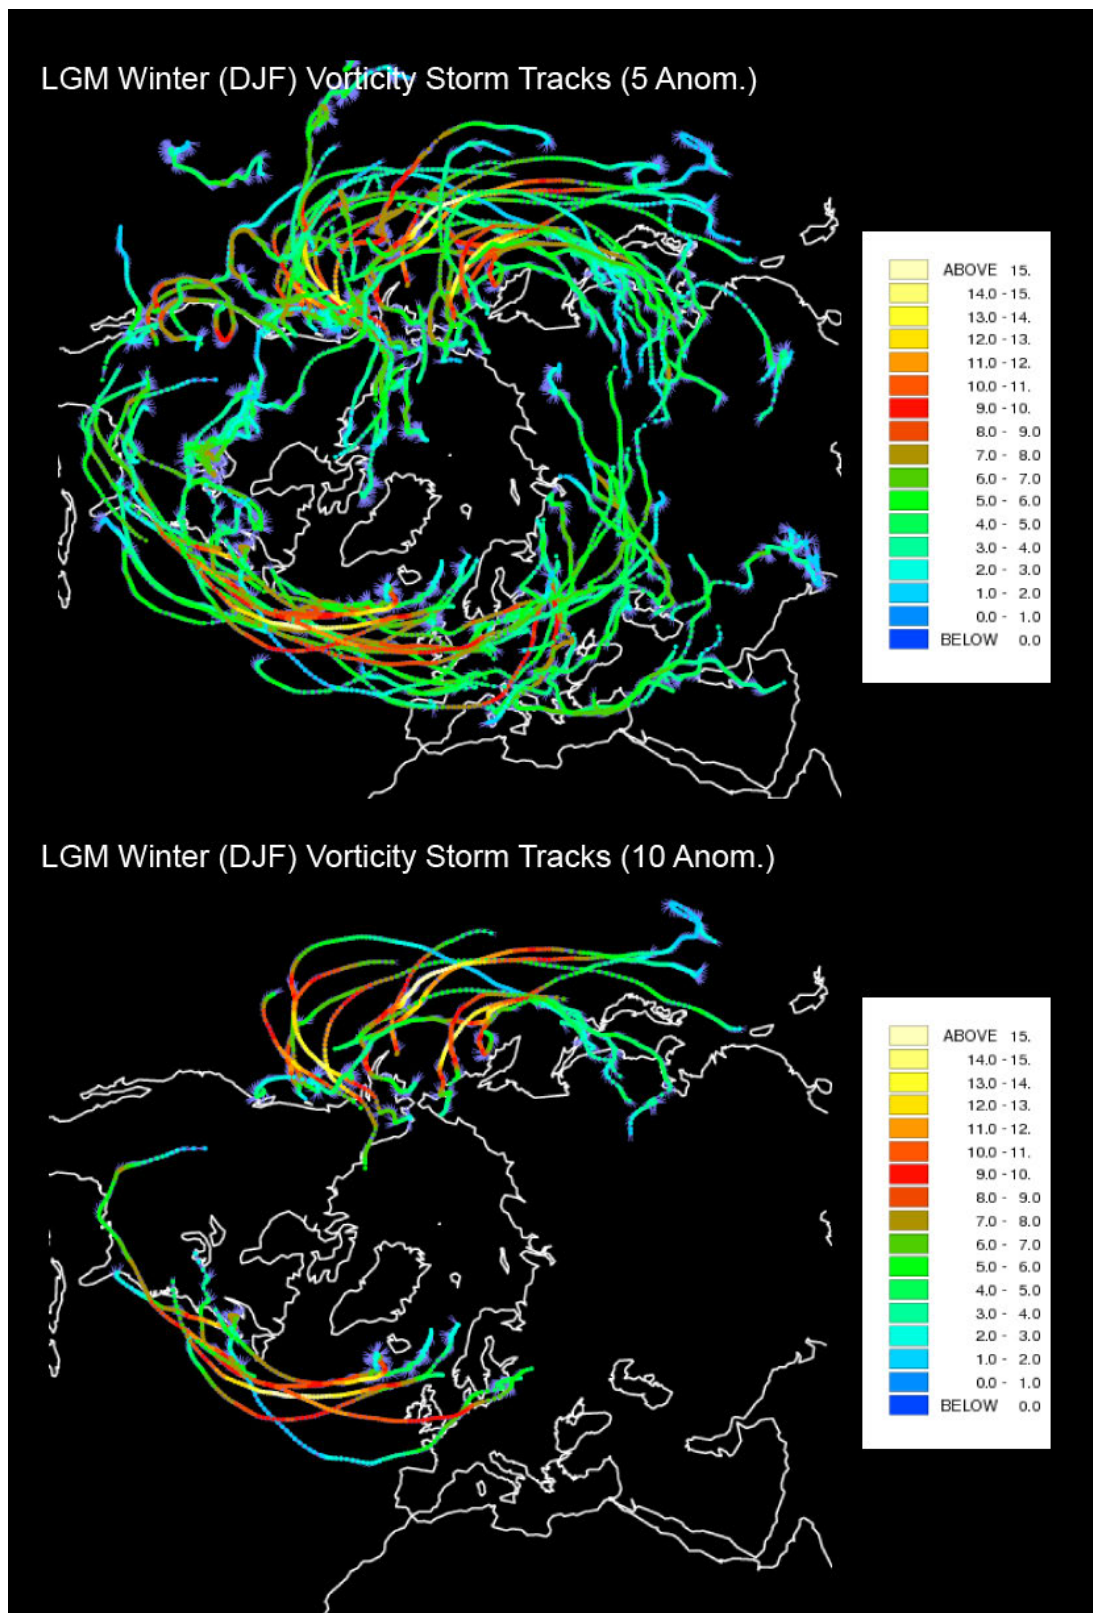 LGM Winter (DJF) Vorticity Storm Tracks (5 Anom.)
ABOVE 15.
14.0 - 15.
13.0 - 14.
12.0 - 13.
11.0 - 12.
10.0 - 11.
9.0 - 10.
8.0 - 9.0
7.0 - 8.0
6.0 - 7.0
5.0 - 6.0
4.0 - 5.0
3.0 - 4.0
2.0 - 3.0
1.0 - 2.0
0.0 - 1.0
BELOW 0.0
LGM Winter (DJF) Vorticity Storm Tracks (10 Anom.)
ABOVE 15.
14.0 - 15.
13.0 - 14.
12.0 - 13.
11.0 - 12.
10.0 - 11.
9.0 - 10.
8.0 - 9.0
7.0 - 8.0
6.0 - 7.0
5.0 - 6.0
4.0 - 5.0
3.0 - 4.0
2.0 - 3.0
1.0 - 2.0
0.0 - 1.0
BELOW 0.0